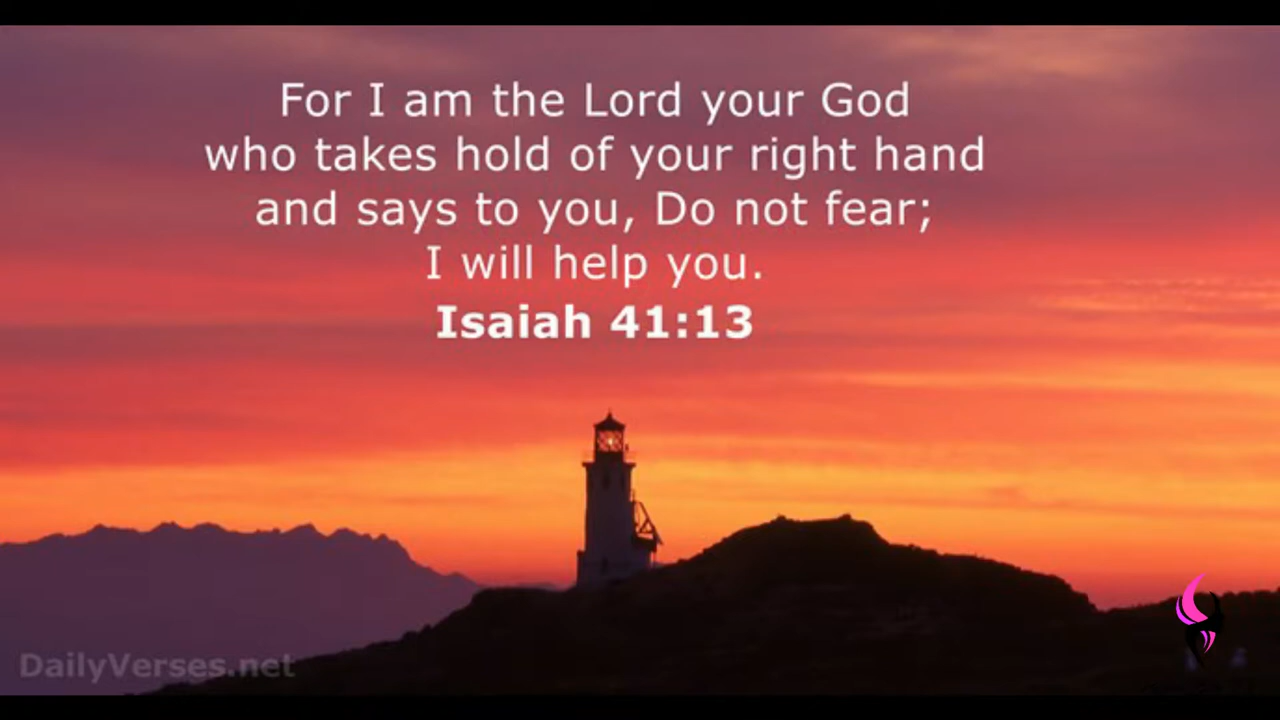 For I am the Lord your God
who takes hold of your right hand
and says to you, Do not fear;
I will help you.
Isaiah 41:13
DailyVerses.net